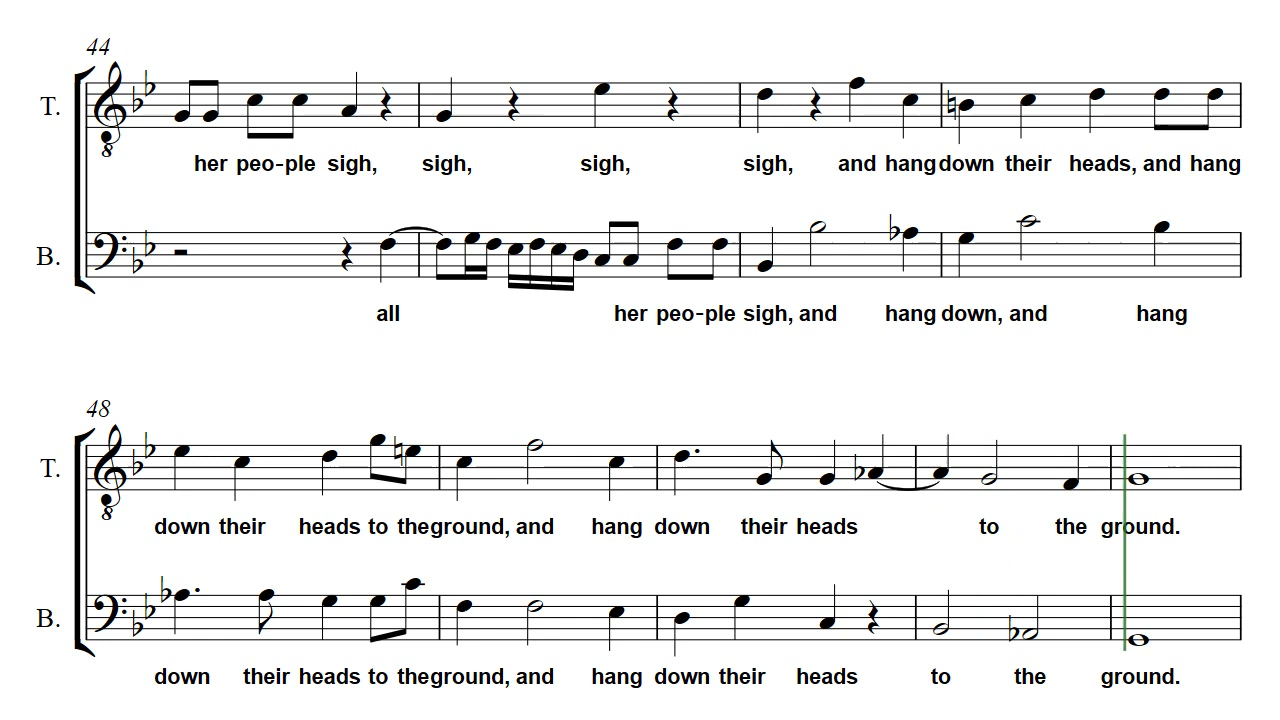 44
T.
8
her peo-ple sigh, sigh, sigh, sigh, and hang down their heads, and hang
B.
all her peo-ple sigh, and hang down, and hang
48
T.
8
down their heads to the ground, and hang down their heads to the ground.
B.
down their heads to the ground, and hang down their heads to the ground.